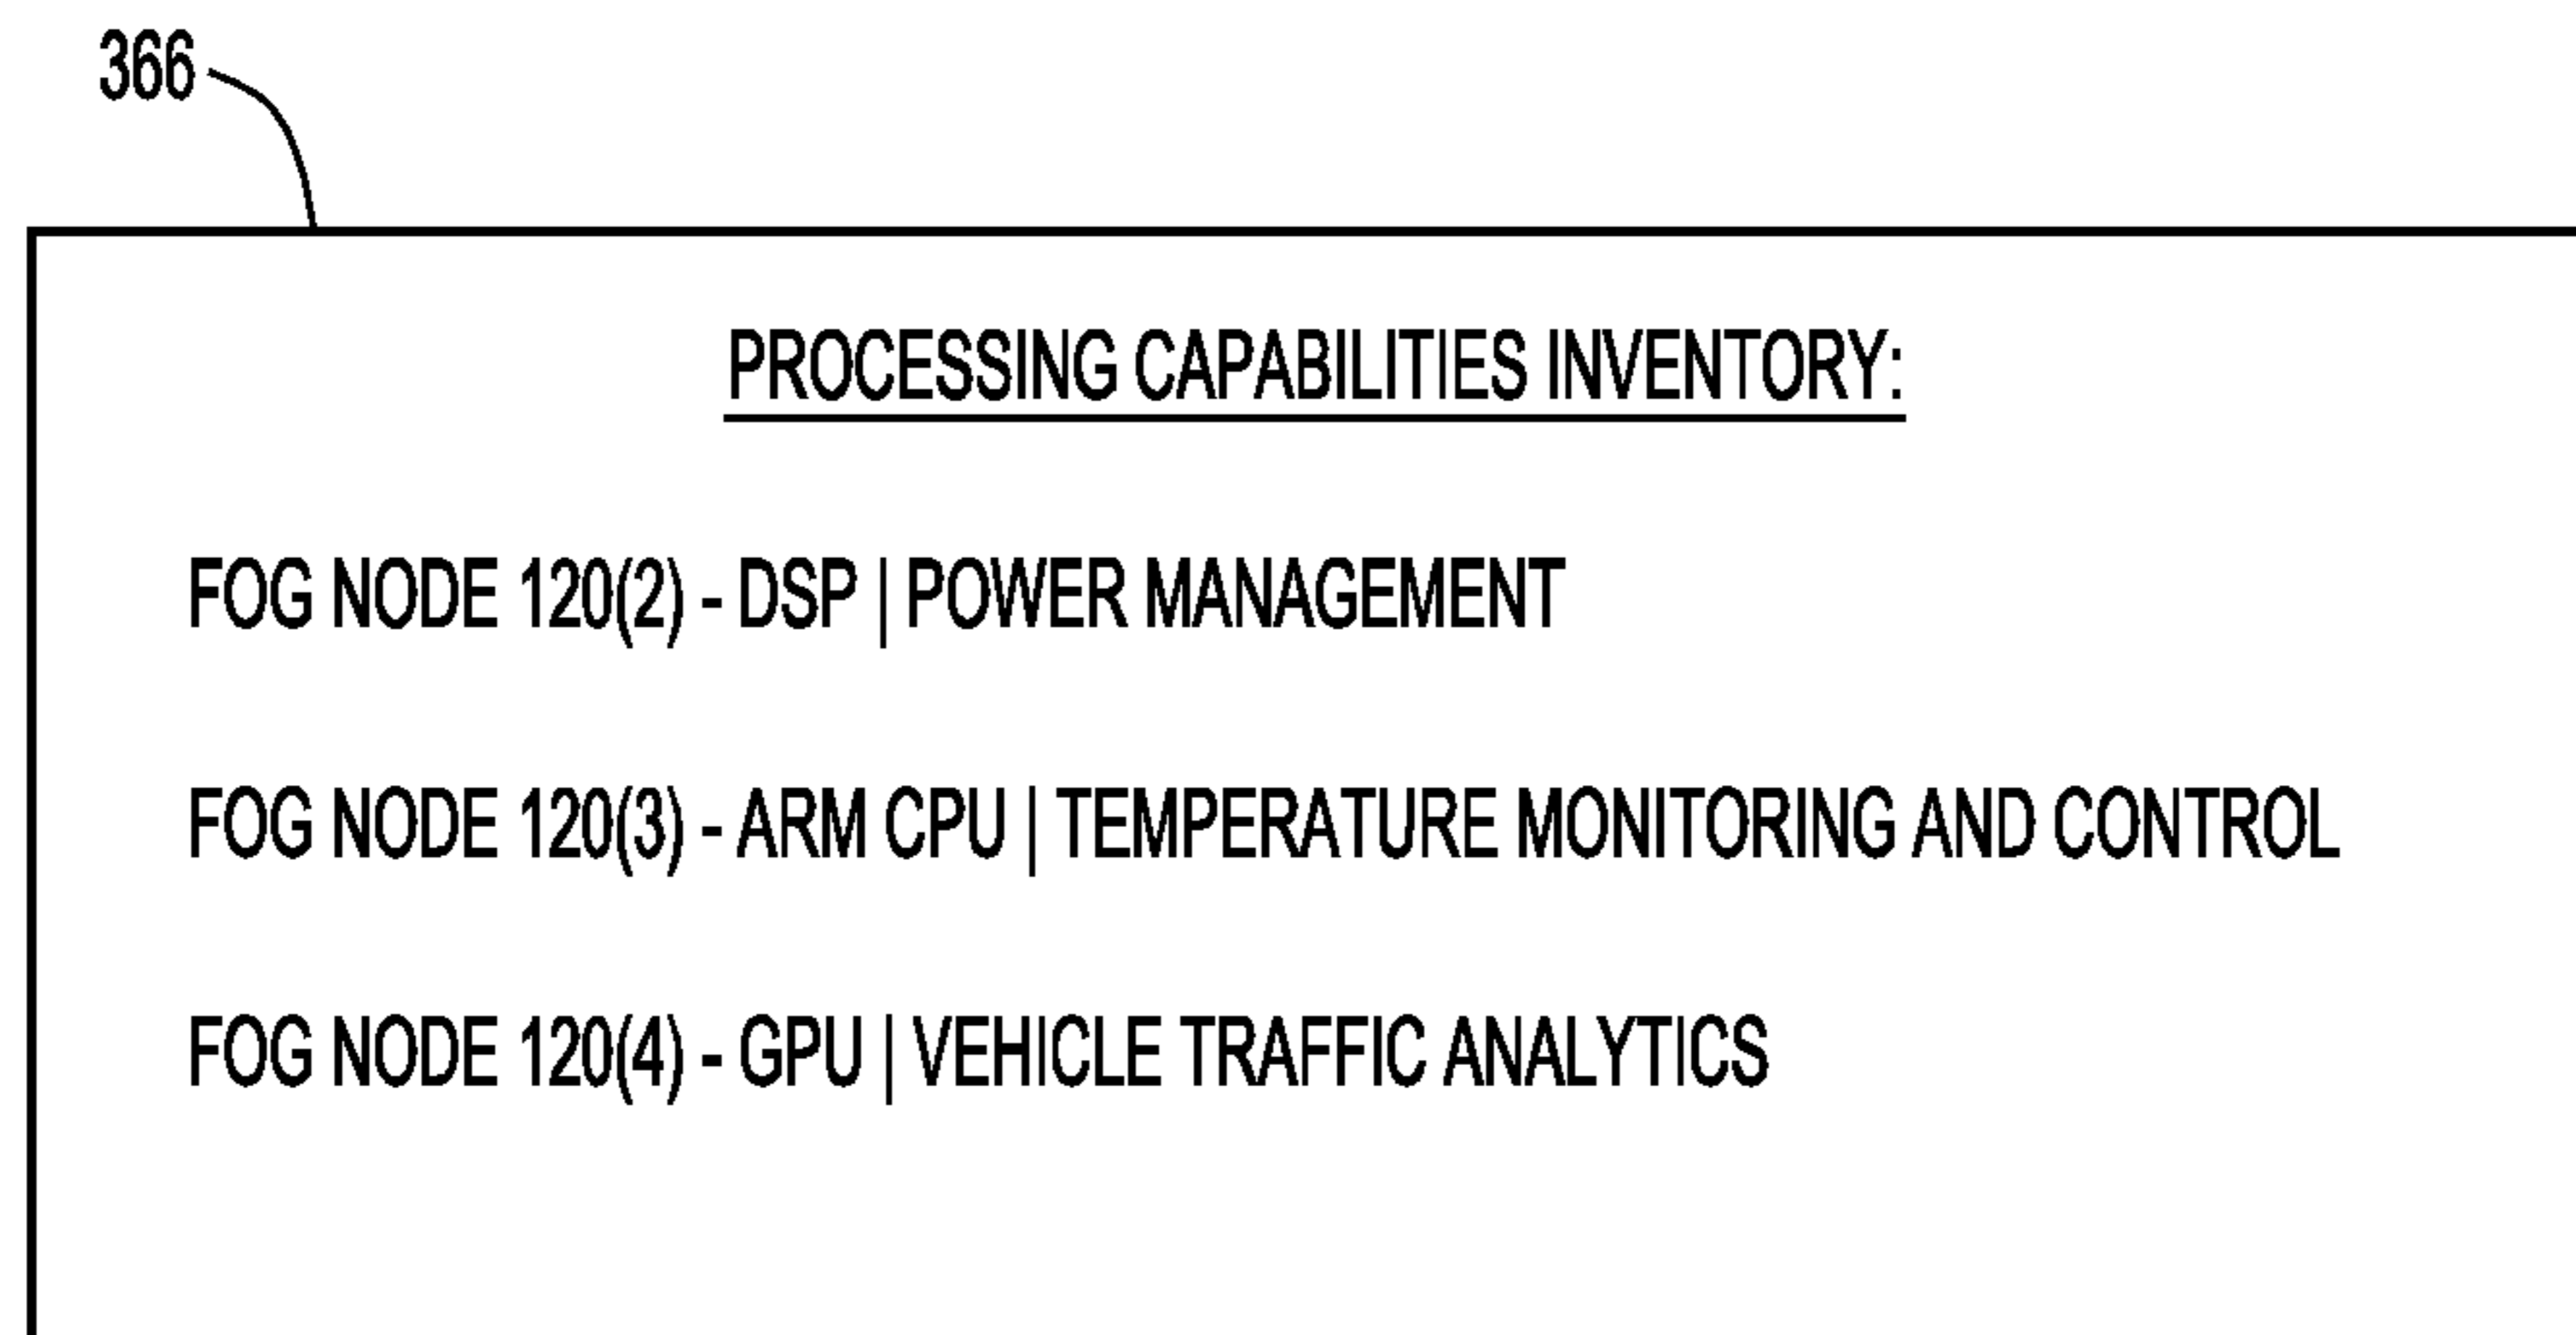 366
PROCESSING CAPABILITIES INVENTORY:
FOG NODE 120(2) - DSP | POWER MANAGEMENT
FOG NODE 120(3) - ARM CPU | TEMPERATURE MONITORING AND CONTROL
FOG NODE 120(4) - GPU | VEHICLE TRAFFIC ANALYTICS